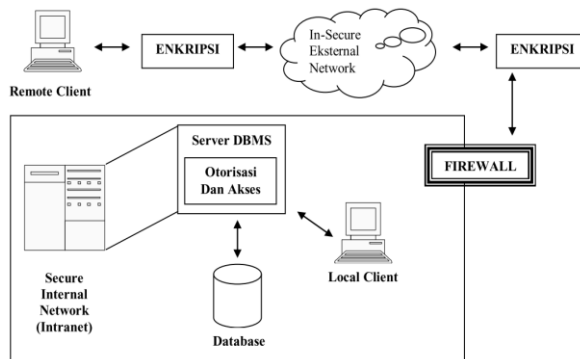 Remote Client
ENKRIPSI
In-Secure
Eksternal
Network
ENKRIPSI
FIREWALL
Server DBMS
Otorisasi
Dan Akses
Secure
Internal
Network
(Intranet)
Database
Local Client